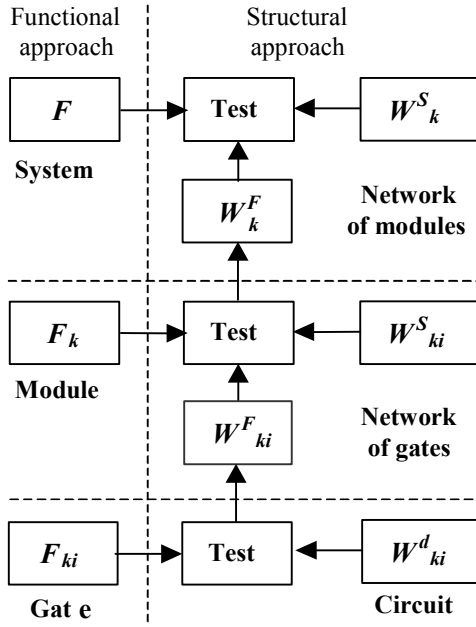 Functional approach
Structural approach
F
Test
W^S_k
System
W^F_k
Network
of modules
F_k
Test
W^S_ki
Module
W^F_ki
Network
of gates
F_ki
Test
W^d_ki
Gat e
Circuit